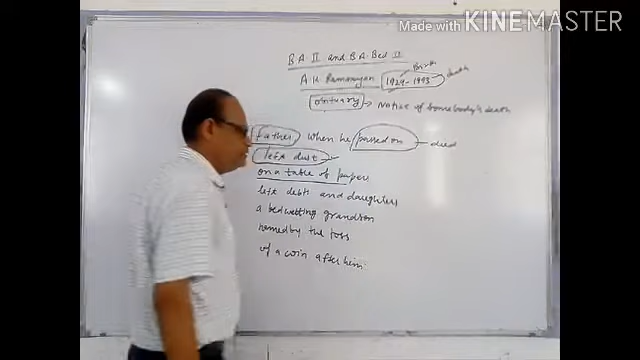 Made with KINEMASTER
B A II and B A. Bed II
A.K Ramanujan 1929-1993 Birth death
obituary → Notice of somebody's death
father when he passed on — died
left dust
on a table of papers
left debts and daughters
a bedwetting grandson
named by the toss
of a coin after him